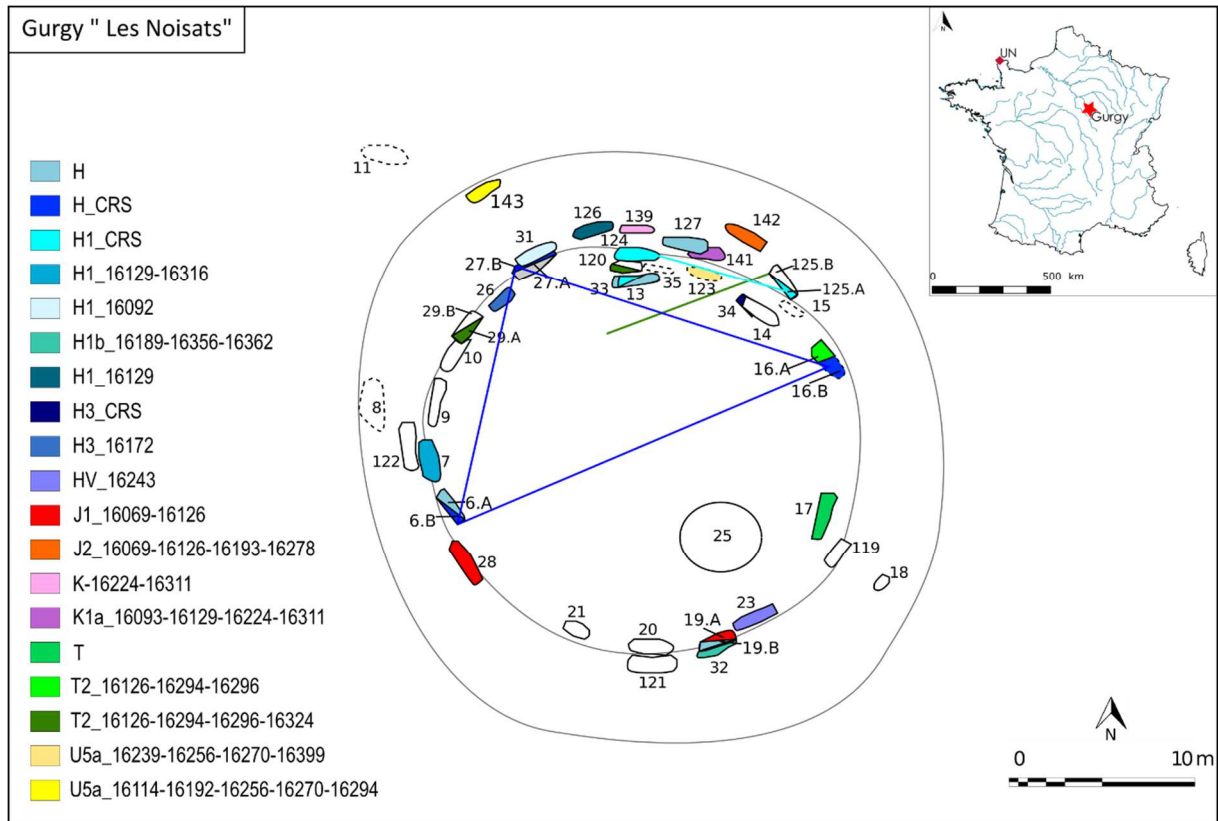 Gurgy " Les Noisats"
N
UN
Gurgy
0 500 km
H
H_CRS
H1_CRS
H1_16129-16316
H1_16092
H1b_16189-16356-16362
H1_16129
H3_CRS
H3_16172
HV_16243
J1_16069-16126
J2_16069-16126-16193-16278
K-16224-16311
K1a_16093-16129-16224-16311
T
T2_16126-16294-16296
T2_16126-16294-16296-16324
U5a_16239-16256-16270-16399
U5a_16114-16192-16256-16270-16294
11
143
126
139
127
142
31
124
141
27.B
120
125.B
27.A
35
123
125.A
26
33
13
15
29.B
34
14
29.A
10
16.A
16.B
8
9
122
7
6.A
6.B
17
25
28
119
18
23
21
19.A
20
19.B
32
121
N
0 10 m